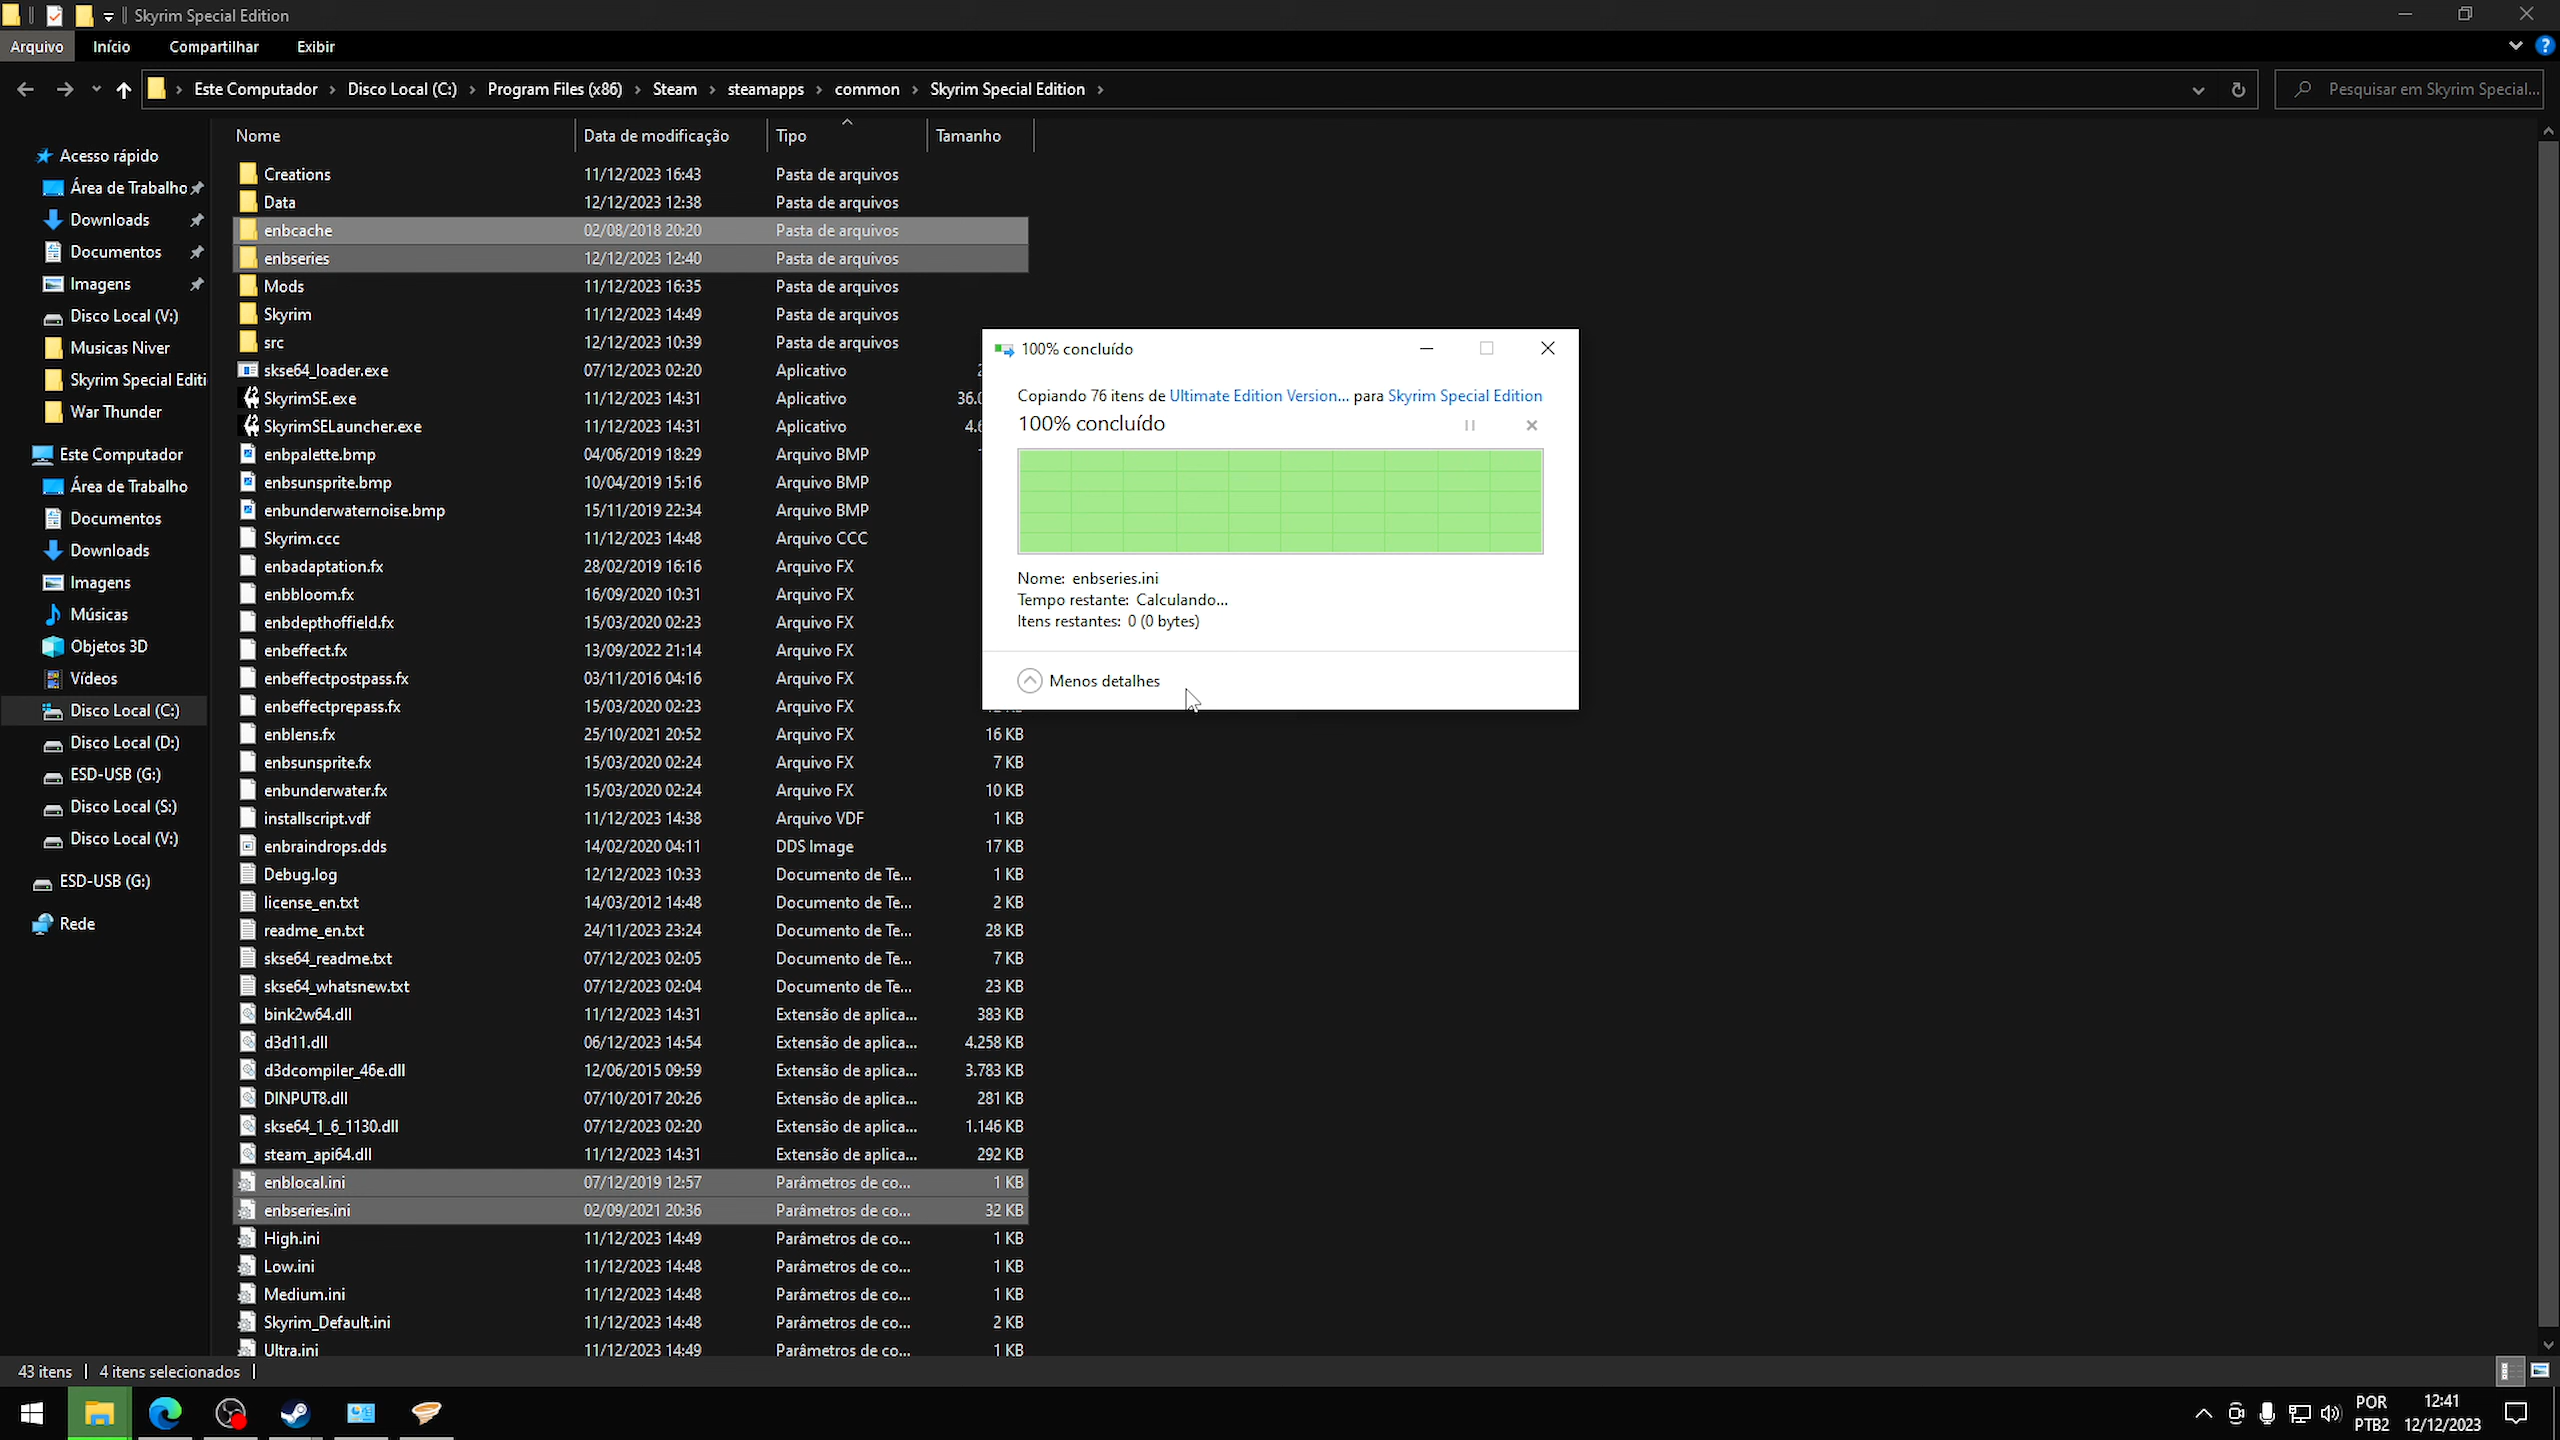 Skyrim Special Edition
Arquivo Início Compartilhar Exibir
Este Computador Disco Local (C:) Program Files (x86) Steam steamapps common Skyrim Special Edition
Pesquisar em Skyrim Special...
Nome Data de modificação Tipo Tamanho
Acesso rápido
Área de Trabalho
Downloads
Documentos
Imagens
Disco Local (V:)
Musicas Niver
Skyrim Special Editi
War Thunder
Este Computador
Área de Trabalho
Documentos
Downloads
Imagens
Músicas
Objetos 3D
Vídeos
Disco Local (C:)
Disco Local (D:)
ESD-USB (G:)
Disco Local (S:)
Disco Local (V:)
ESD-USB (G:)
Rede
Creations 11/12/2023 16:43 Pasta de arquivos
Data 12/12/2023 12:38 Pasta de arquivos
enbcache 02/08/2018 20:20 Pasta de arquivos
enbseries 12/12/2023 12:40 Pasta de arquivos
Mods 11/12/2023 16:35 Pasta de arquivos
Skyrim 11/12/2023 14:49 Pasta de arquivos
src 12/12/2023 10:39 Pasta de arquivos
skse64_loader.exe 07/12/2023 02:20 Aplicativo
SkyrimSE.exe 11/12/2023 14:31 Aplicativo
SkyrimSELauncher.exe 11/12/2023 14:31 Aplicativo
enbpalette.bmp 04/06/2019 18:29 Arquivo BMP
enbsunsprite.bmp 10/04/2019 15:16 Arquivo BMP
enbunderwaternoise.bmp 15/11/2019 22:34 Arquivo BMP
Skyrim.ccc 11/12/2023 14:48 Arquivo CCC
enbadaptation.fx 28/02/2019 16:16 Arquivo FX
enbbloom.fx 16/09/2020 10:31 Arquivo FX
enbdepthoffield.fx 15/03/2020 02:23 Arquivo FX
enbeffect.fx 13/09/2022 21:14 Arquivo FX
enbeffectpostpass.fx 03/11/2016 04:16 Arquivo FX
enbeffectprepass.fx 15/03/2020 02:23 Arquivo FX
enblens.fx 25/10/2021 20:52 Arquivo FX 16 KB
enbsunsprite.fx 15/03/2020 02:24 Arquivo FX 7 KB
enbunderwater.fx 15/03/2020 02:24 Arquivo FX 10 KB
installscript.vdf 11/12/2023 14:38 Arquivo VDF 1 KB
enbraindrops.dds 14/02/2020 04:11 DDS Image 17 KB
Debug.log 12/12/2023 10:33 Documento de Te... 1 KB
license_en.txt 14/03/2012 14:48 Documento de Te... 2 KB
readme_en.txt 24/11/2023 23:24 Documento de Te... 28 KB
skse64_readme.txt 07/12/2023 02:05 Documento de Te... 7 KB
skse64_whatsnew.txt 07/12/2023 02:04 Documento de Te... 23 KB
bink2w64.dll 11/12/2023 14:31 Extensão de aplica... 383 KB
d3d11.dll 06/12/2023 14:54 Extensão de aplica... 4.258 KB
d3dcompiler_46e.dll 12/06/2015 09:59 Extensão de aplica... 3.783 KB
DINPUT8.dll 07/10/2017 20:26 Extensão de aplica... 281 KB
skse64_1_6_1130.dll 07/12/2023 02:20 Extensão de aplica... 1.146 KB
steam_api64.dll 11/12/2023 14:31 Extensão de aplica... 292 KB
enblocal.ini 07/12/2019 12:57 Parâmetros de co... 1 KB
enbseries.ini 02/09/2021 20:36 Parâmetros de co... 32 KB
High.ini 11/12/2023 14:49 Parâmetros de co... 1 KB
Low.ini 11/12/2023 14:48 Parâmetros de co... 1 KB
Medium.ini 11/12/2023 14:48 Parâmetros de co... 1 KB
Skyrim_Default.ini 11/12/2023 14:48 Parâmetros de co... 2 KB
Ultra.ini 11/12/2023 14:49 Parâmetros de co... 1 KB
100% concluído
Copiando 76 itens de Ultimate Edition Version... para Skyrim Special Edition
100% concluído
Nome: enbseries.ini
Tempo restante: Calculando...
Itens restantes: 0 (0 bytes)
Menos detalhes
43 itens 4 itens selecionados
POR
PTB2
12:41
12/12/2023